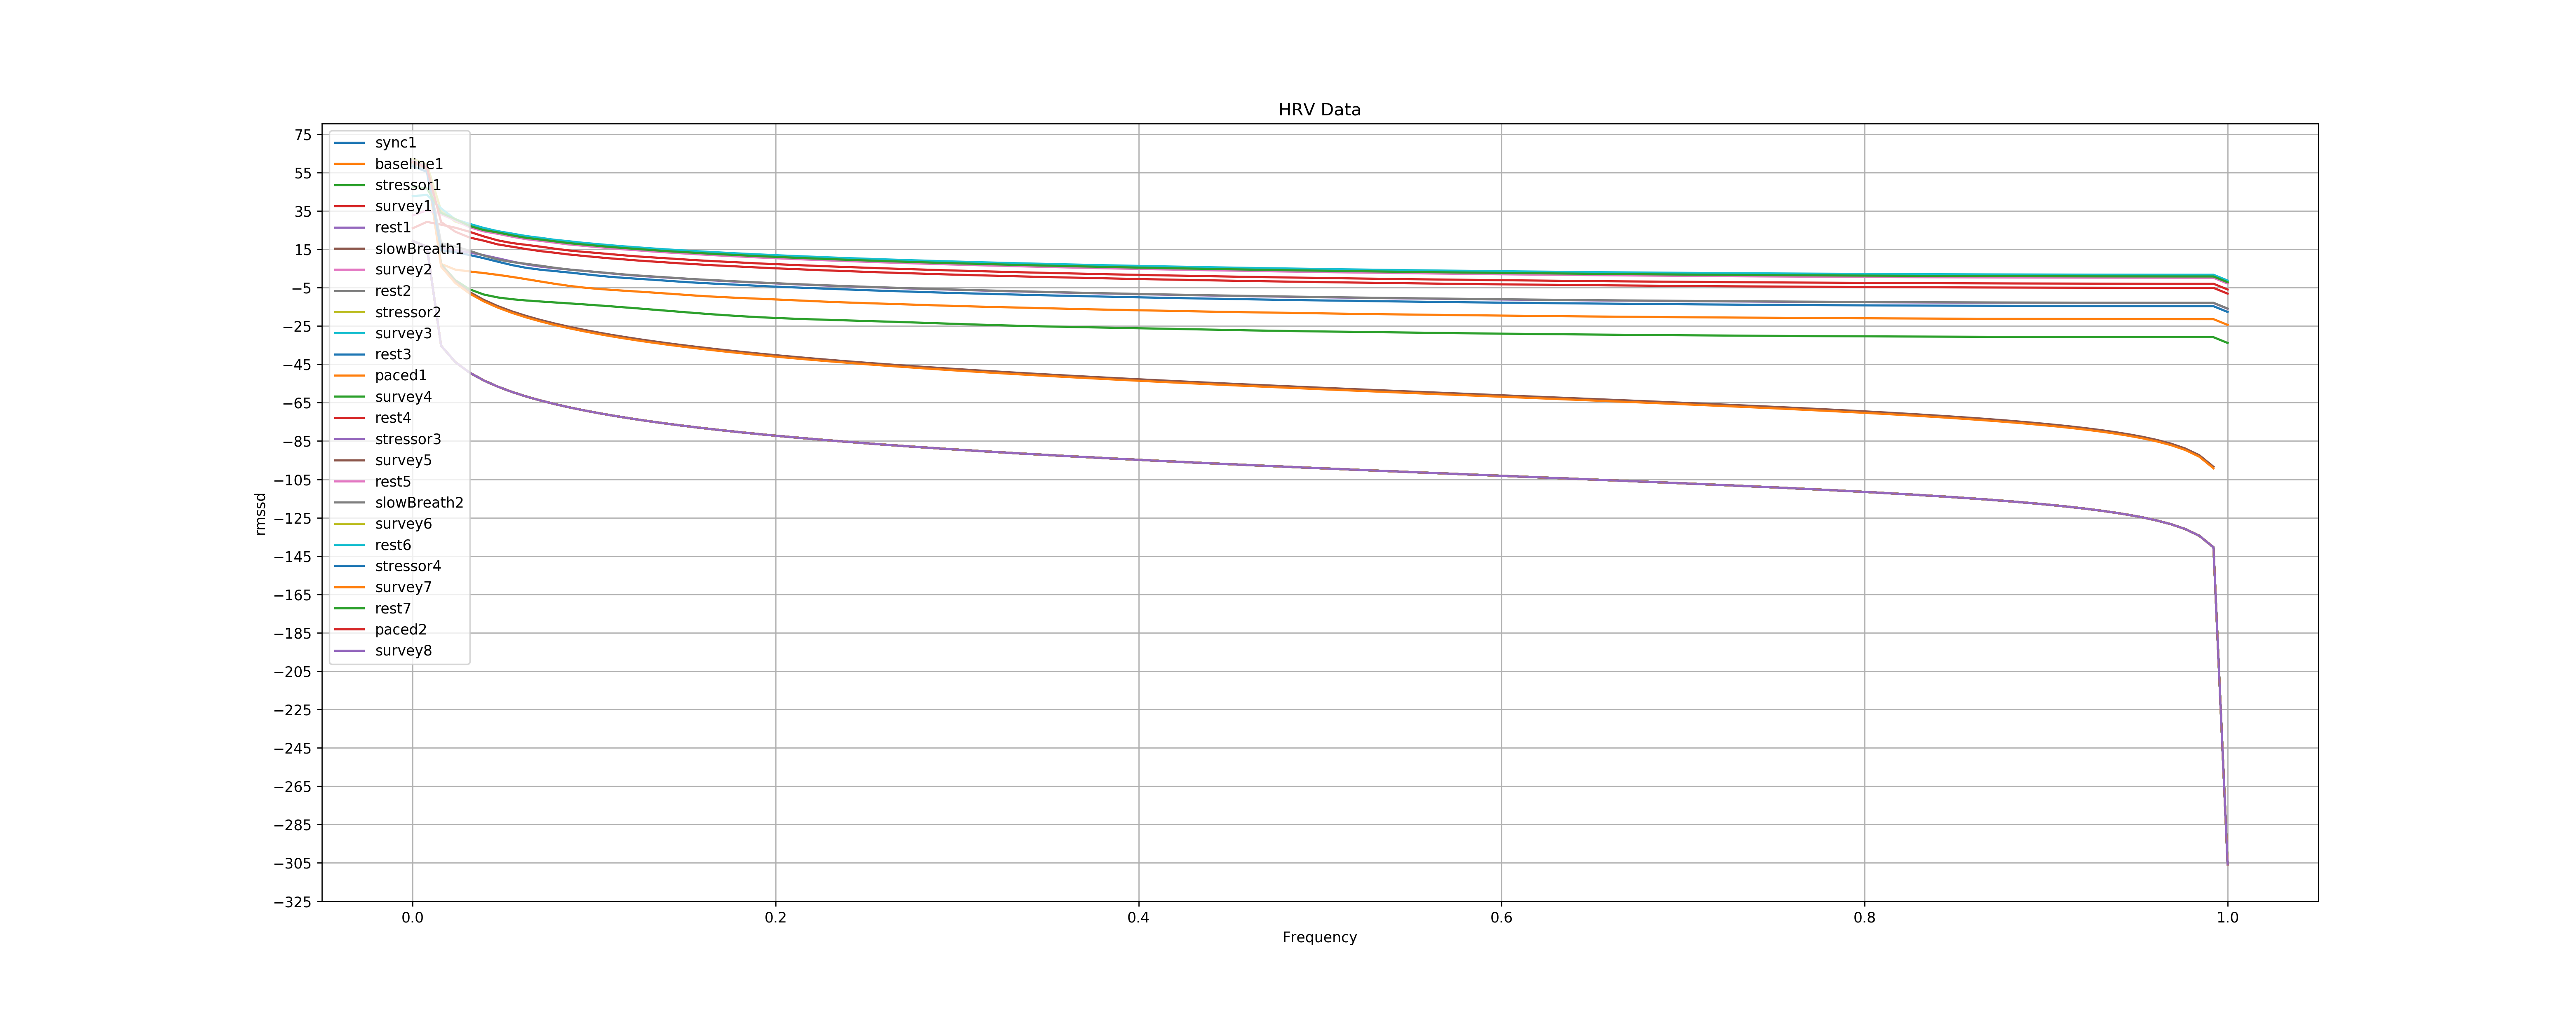 HRV Data
75
55
35
15
−5
−25
−45
−65
−85
−105
−125
−145
−165
−185
−205
−225
−245
−265
−285
−305
−325
rmssd
sync1
baseline1
stressor1
survey1
rest1
slowBreath1
survey2
rest2
stressor2
survey3
rest3
paced1
survey4
rest4
stressor3
survey5
rest5
slowBreath2
survey6
rest6
stressor4
survey7
rest7
paced2
survey8
0.0 0.2 0.4 0.6 0.8 1.0
Frequency